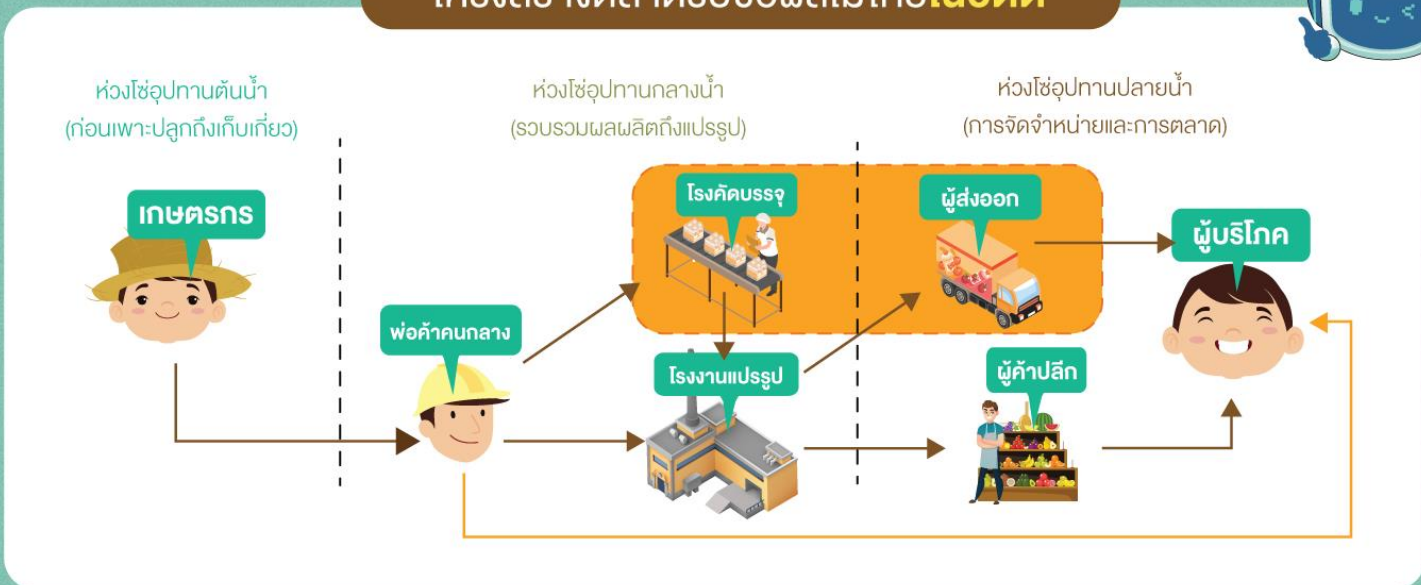 ในอดีต
ห่วงโซ่อุปทานต้นน้ำ
(ก่อนเพาะปลูกถึงเก็บเกี่ยว)
ห่วงโซ่อุปทานกลางน้ำ
(รวบรวมผลผลิตถึงแปรรูป)
ห่วงโซ่อุปทานปลายน้ำ
(การจัดจำหน่ายและการตลาด)
เกษตรกร
โรงคัดบรรจุ
ผู้ส่งออก
ผู้บริโภค
พ่อค้าคนกลาง
โรงงานแปรรูป
ผู้ค้าปลีก